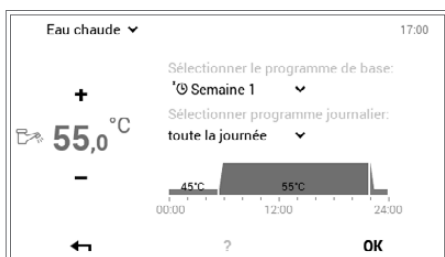 Eau chaude
17:00
Sélectionner le programme de base:
Semaine 1
+
Sélectionner programme journalier:
55,0 °C
toute la journée
−
45°C 55°C
00:00 12:00 24:00
? OK